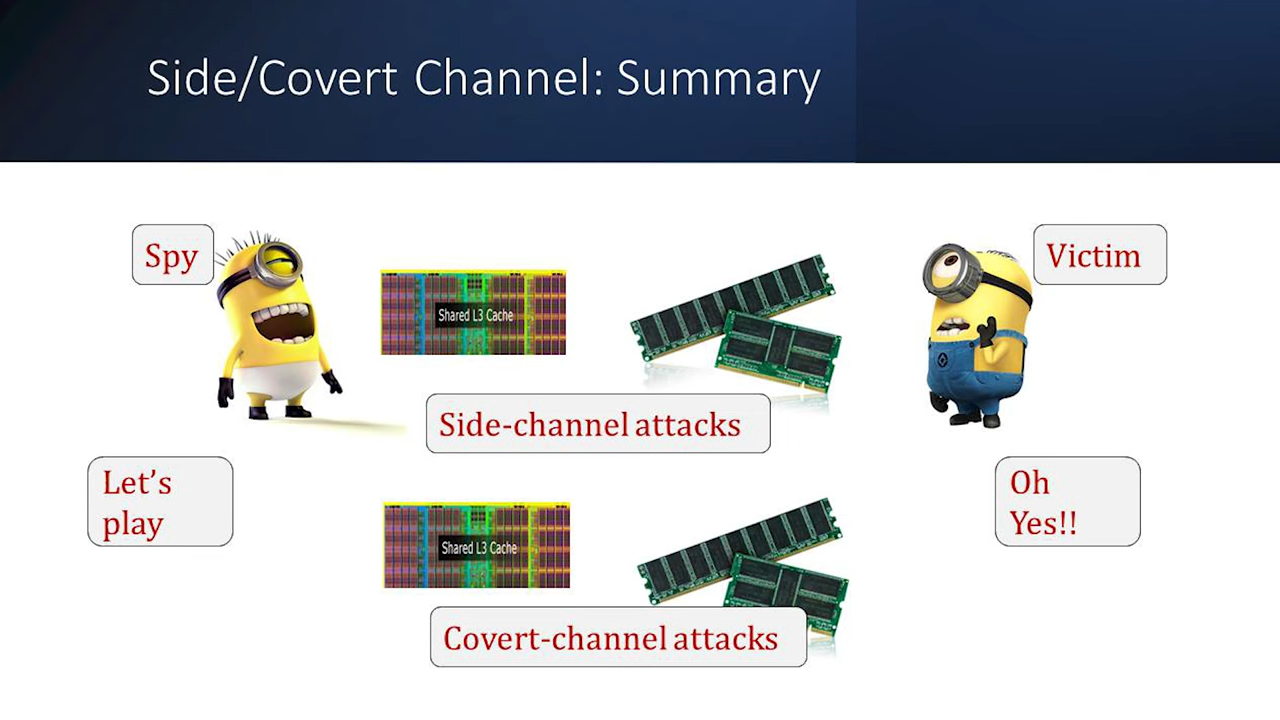 Side/Covert Channel: Summary
Spy
Victim
Shared L3 Cache
Side-channel attacks
Let’s
play
Oh
Yes!!
Shared L3 Cache
Covert-channel attacks